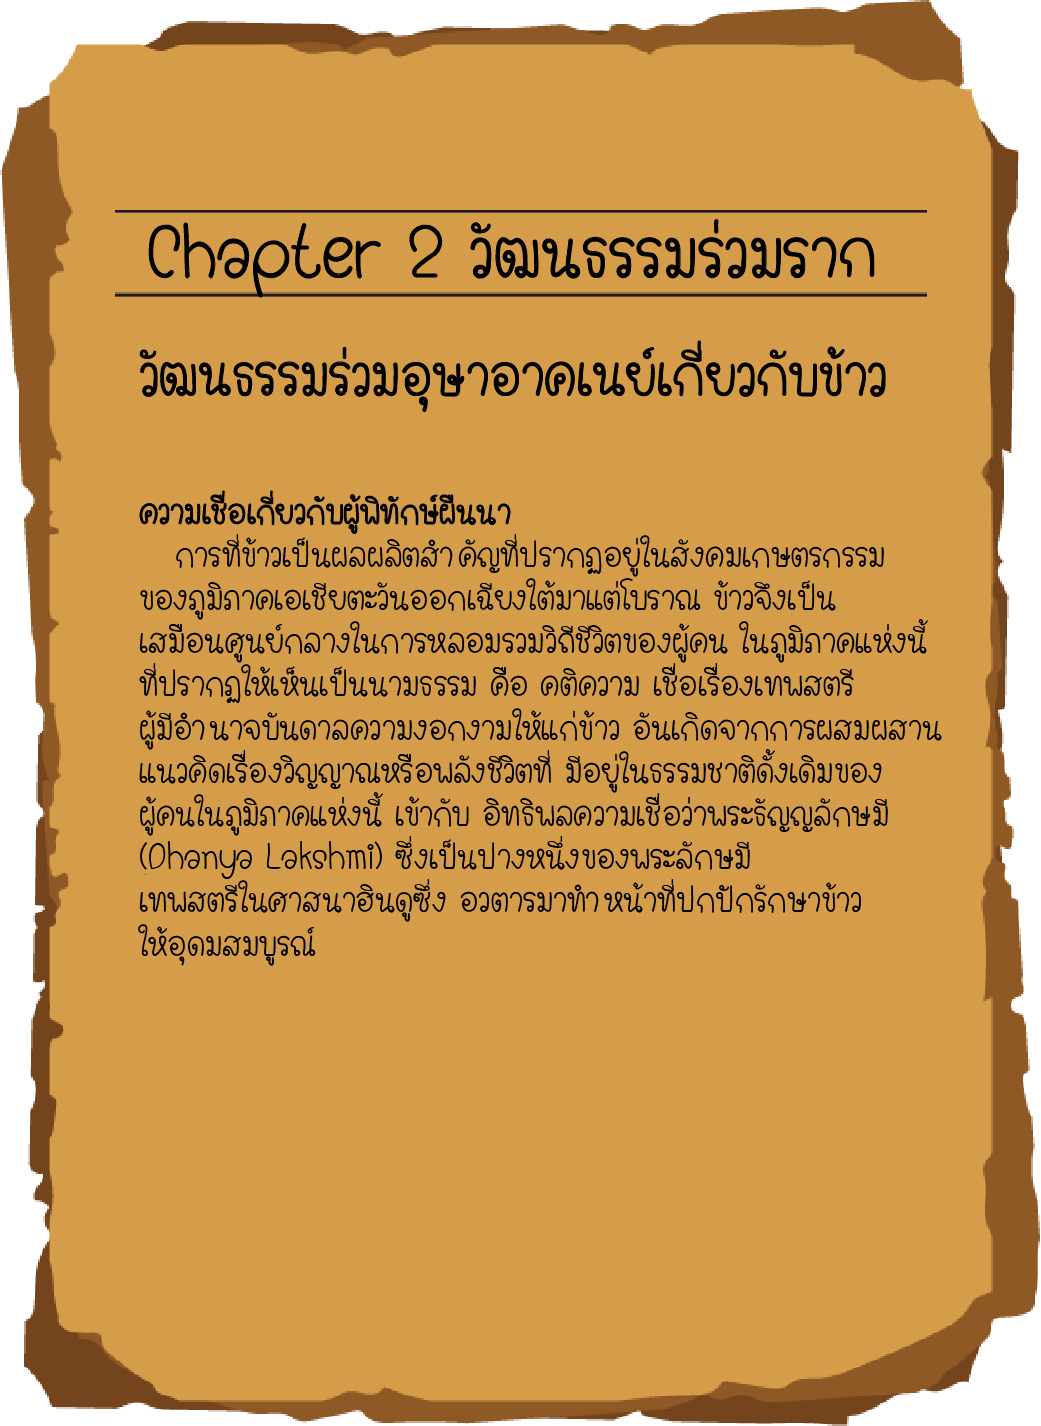 Chapter 2 วัฒนธรรมร่วมราก
วัฒนธรรมร่วมอุษาอาคเนย์เกี่ยวกับข้าว
ความเชื่อเกี่ยวกับผู้พิทักษ์ผืนนา
การที่ข้าวเป็นผลผลิตสำคัญที่ปรากฏอยู่ในสังคมเกษตรกรรม
ของภูมิภาคเอเชียตะวันออกเฉียงใต้มาแต่โบราณ ข้าวจึงเป็น
เสมือนศูนย์กลางในการหลอมรวมวิถีชีวิตของผู้คน ในภูมิภาคแห่งนี้
ที่ปรากฏให้เห็นเป็นนามธรรม คือ คติความ เชื่อเรื่องเทพสตรี
ผู้มีอำนาจบันดาลความงอกงามให้แก่ข้าว อันเกิดจากการผสมผสาน
แนวคิดเรื่องวิญญาณหรือพลังชีวิตที่ มีอยู่ในธรรมชาติดั้งเดิมของ
ผู้คนในภูมิภาคแห่งนี้ เข้ากับ อิทธิพลความเชื่อว่าพระธัญญลักษมี
(Dhanya Lakshmi) ซึ่งเป็นปางหนึ่งของพระลักษมี
เทพสตรีในศาสนาฮินดูซึ่ง อวตารมาทำหน้าที่ปกปักรักษาข้าว
ให้อุดมสมบูรณ์